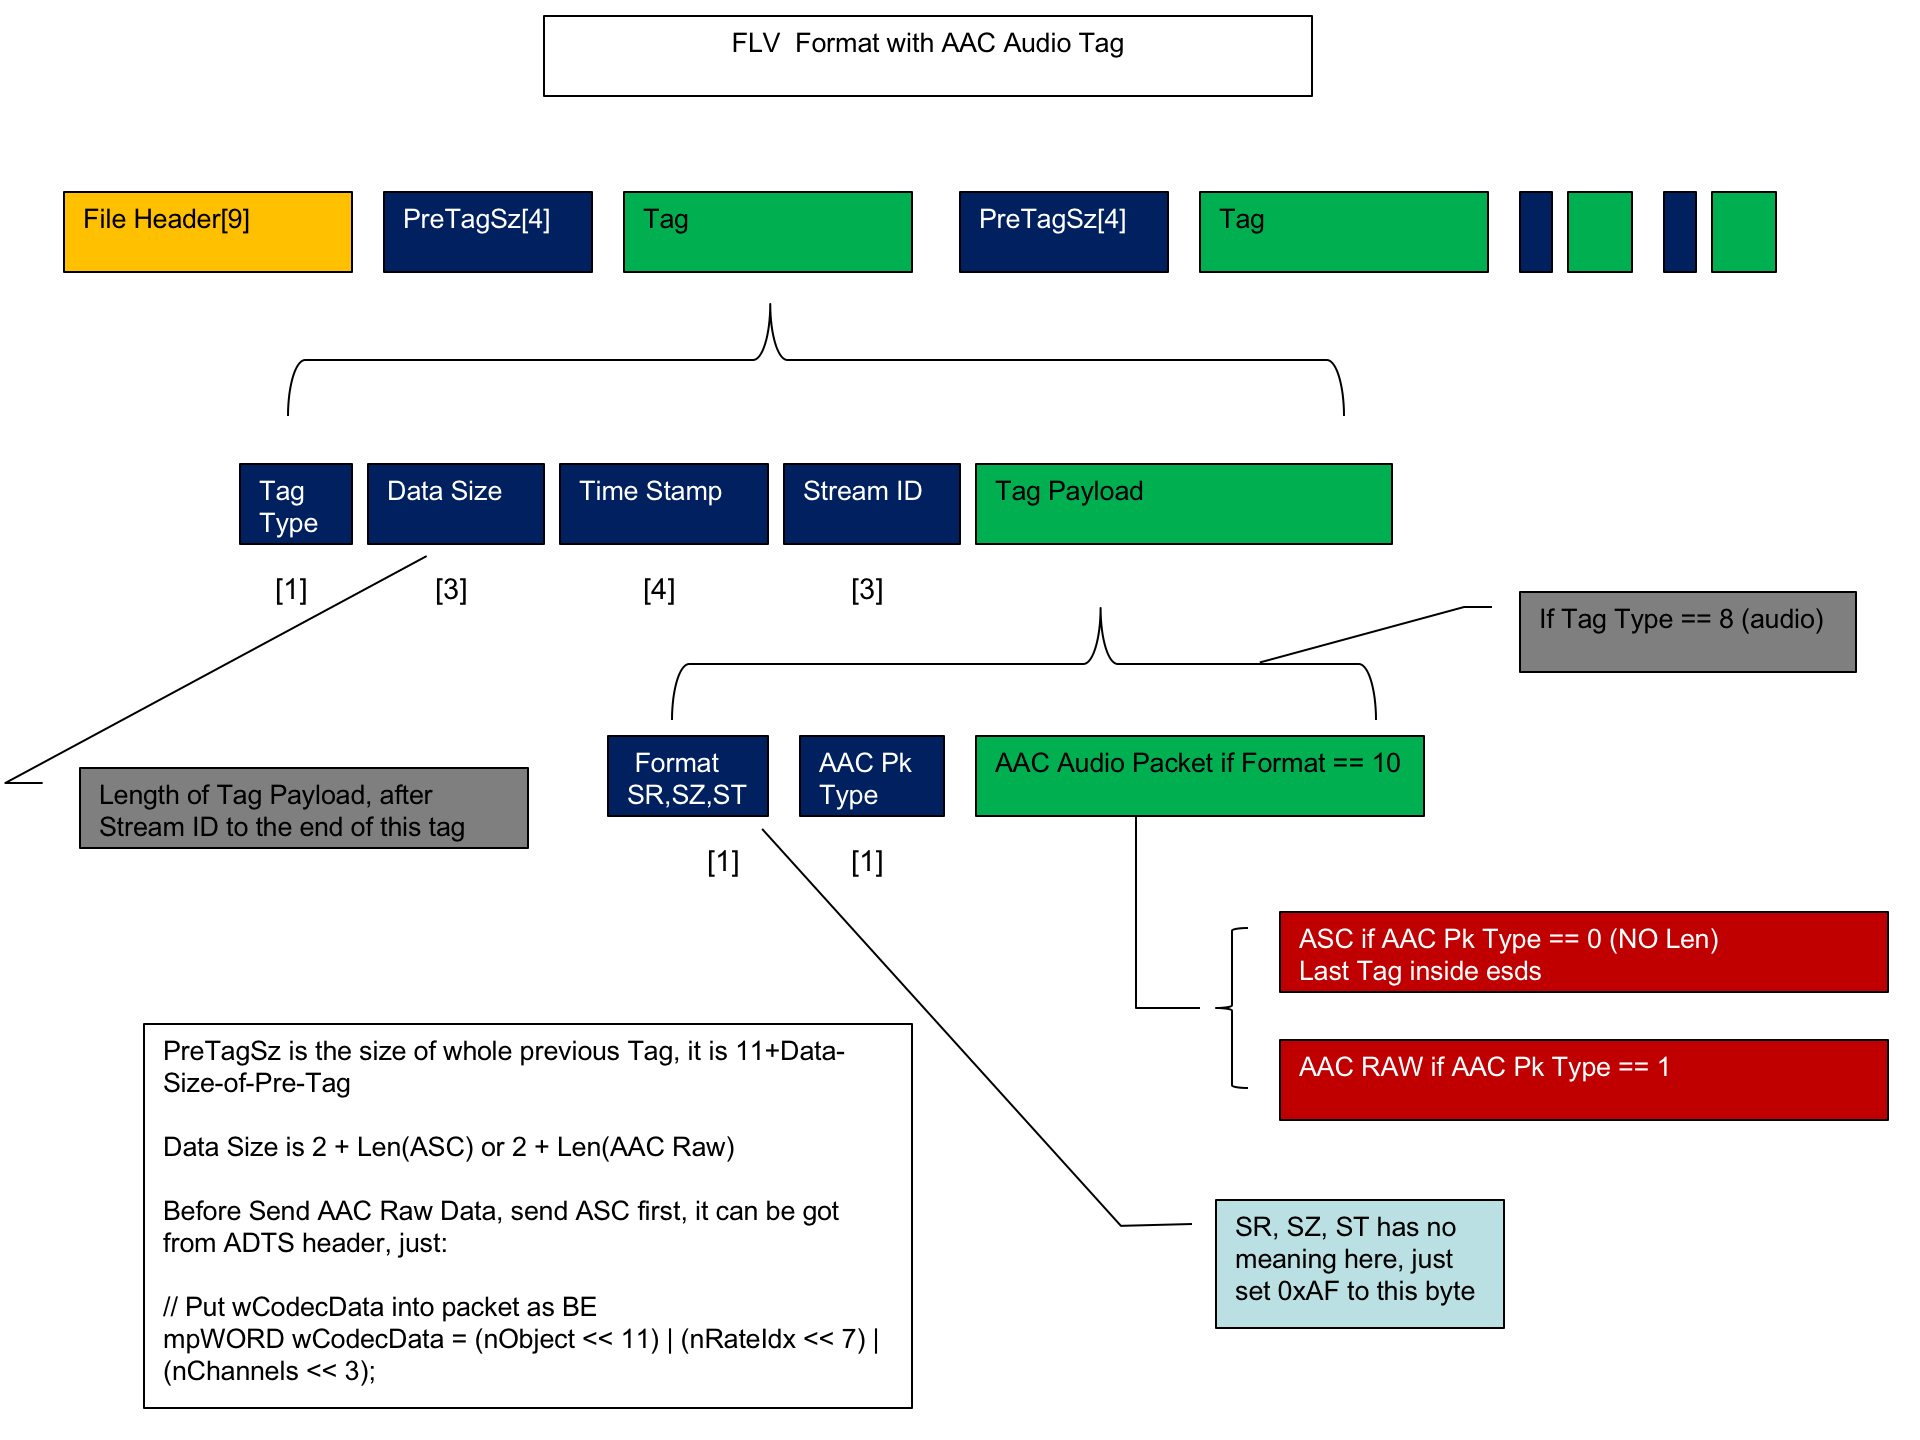 FLV  Format with AAC Audio Tag
File Header[9]
PreTagSz[4]
Tag
PreTagSz[4]
Tag
Tag
Type
Data Size
Time Stamp
Stream ID
Tag Payload
[1]
[3]
[4]
[3]
If Tag Type == 8 (audio)
Length of Tag Payload, after
Stream ID to the end of this tag
Format
SR,SZ,ST
AAC Pk
Type
AAC Audio Packet if Format == 10
[1]
[1]
ASC if AAC Pk Type == 0 (NO Len)
Last Tag inside esds
AAC RAW if AAC Pk Type == 1
PreTagSz is the size of whole previous Tag, it is 11+Data-
Size-of-Pre-Tag
Data Size is 2 + Len(ASC) or 2 + Len(AAC Raw)
Before Send AAC Raw Data, send ASC first, it can be got
from ADTS header, just:
// Put wCodecData into packet as BE
mpWORD wCodecData = (nObject << 11) | (nRateIdx << 7) |
(nChannels << 3);
SR, SZ, ST has no
meaning here, just
set 0xAF to this byte